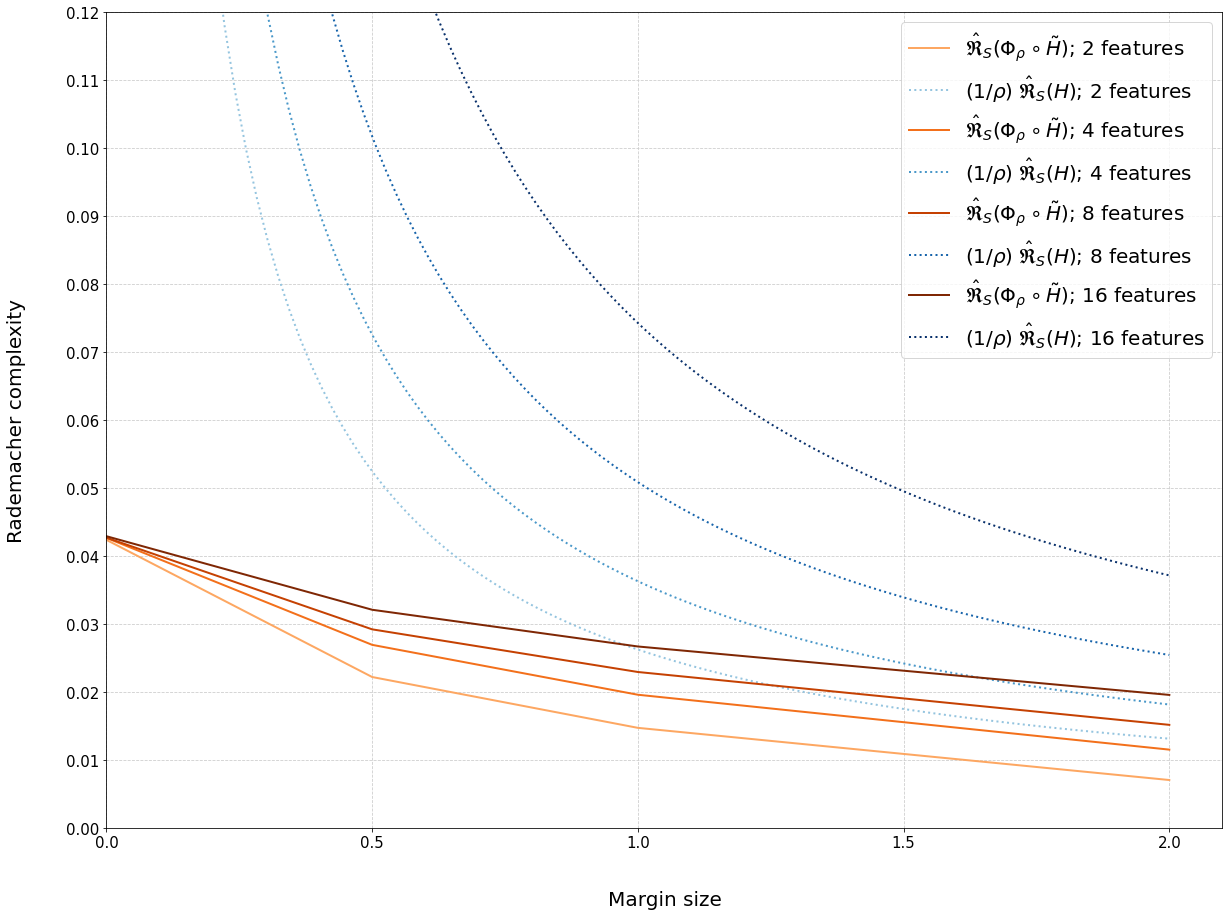 0.12
0.11
0.10
0.09
0.08
0.07
0.06
0.05
0.04
0.03
0.02
0.01
0.00
Rademacher complexity
0.0 0.5 1.0 1.5 2.0
Margin size
ℜ̂_S(Φ_ρ ∘ H̃); 2 features
(1/ρ) ℜ̂_S(H); 2 features
ℜ̂_S(Φ_ρ ∘ H̃); 4 features
(1/ρ) ℜ̂_S(H); 4 features
ℜ̂_S(Φ_ρ ∘ H̃); 8 features
(1/ρ) ℜ̂_S(H); 8 features
ℜ̂_S(Φ_ρ ∘ H̃); 16 features
(1/ρ) ℜ̂_S(H); 16 features